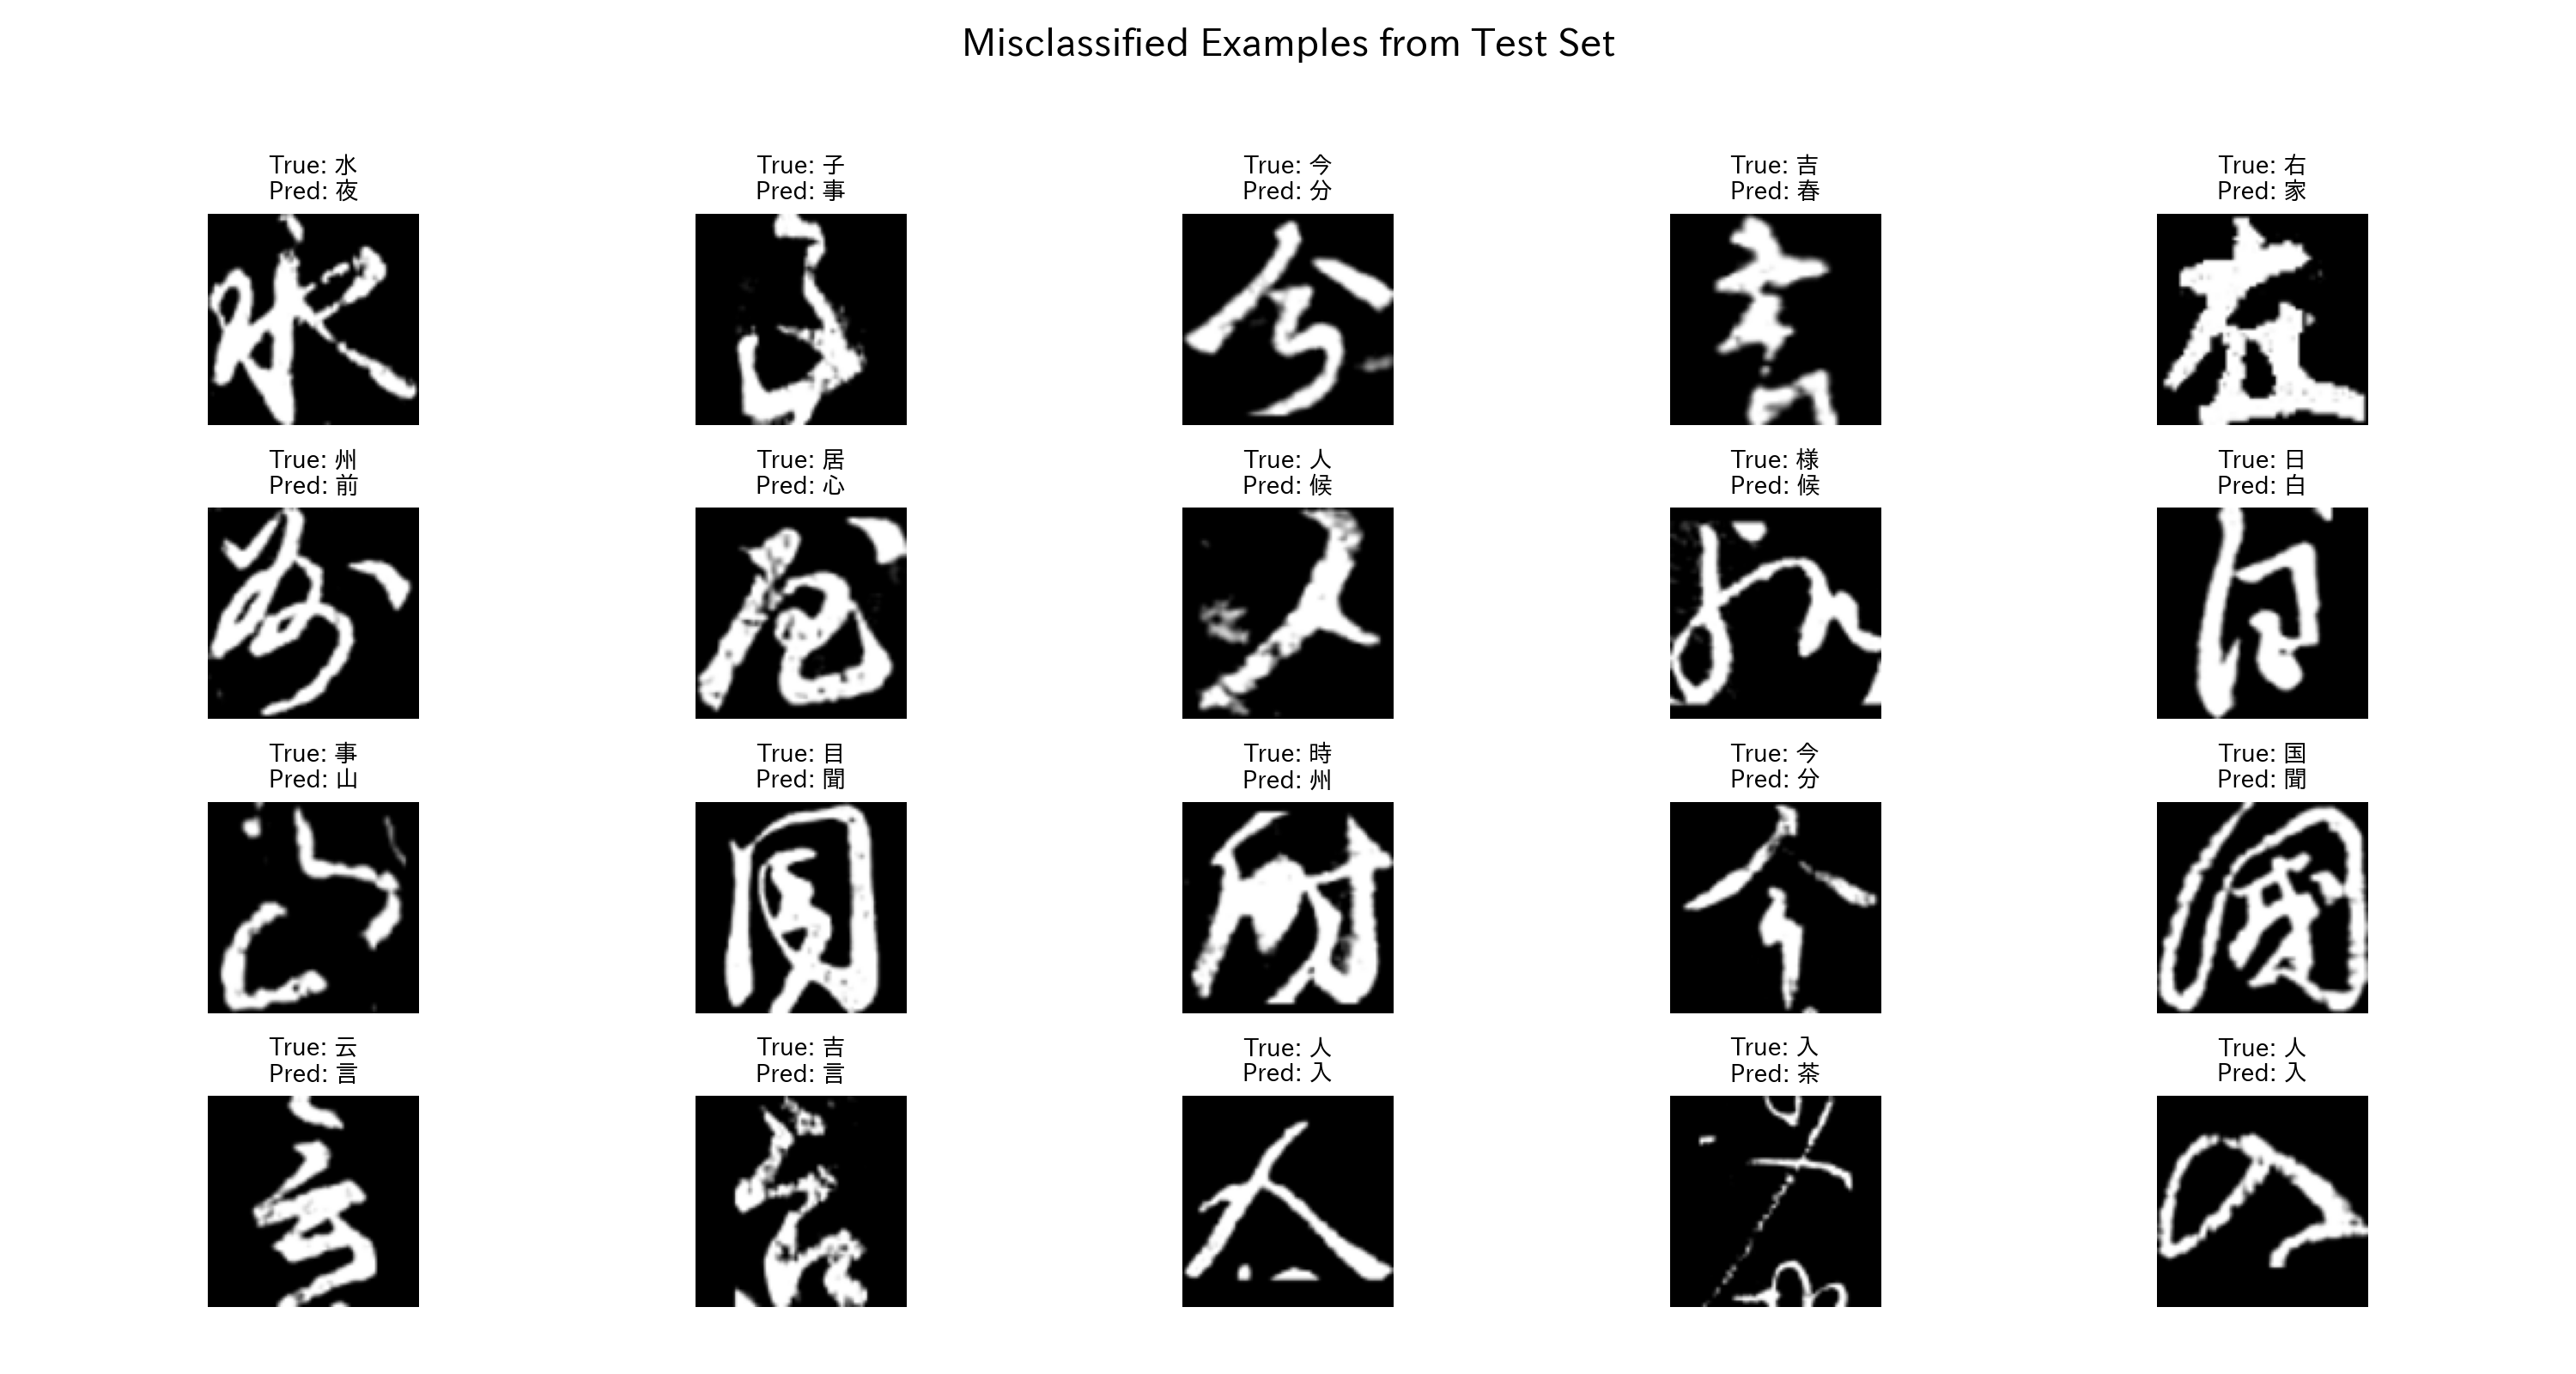 Misclassified Examples from Test Set
True: 水
Pred: 夜
True: 子
Pred: 事
True: 今
Pred: 分
True: 吉
Pred: 春
True: 右
Pred: 家
True: 州
Pred: 前
True: 居
Pred: 心
True: 人
Pred: 候
True: 様
Pred: 候
True: 日
Pred: 白
True: 事
Pred: 山
True: 目
Pred: 聞
True: 時
Pred: 州
True: 今
Pred: 分
True: 国
Pred: 聞
True: 云
Pred: 言
True: 吉
Pred: 言
True: 人
Pred: 入
True: 入
Pred: 茶
True: 人
Pred: 入